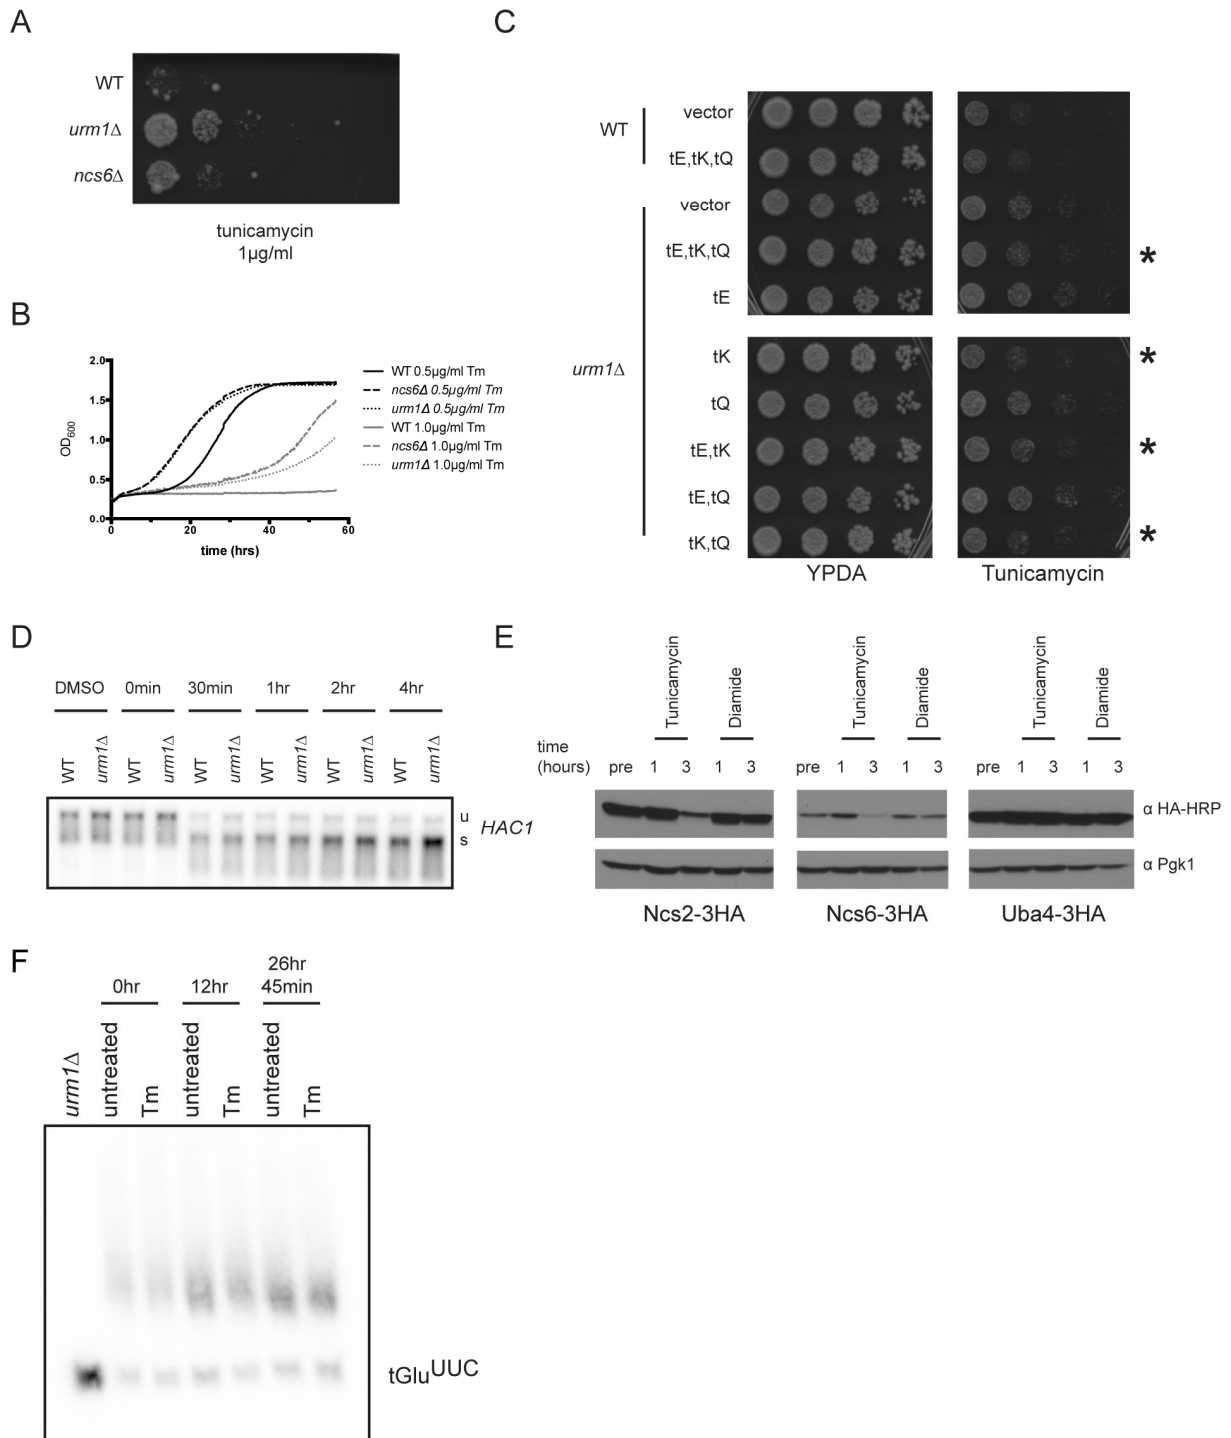 A
WT
urm1Δ
ncs6Δ
tunicamycin
1µg/ml
B
2.0
1.5
1.0
0.5
0.0
OD600
0
20
40
60
time (hrs)
WT 0.5µg/ml Tm
ncs6Δ 0.5µg/ml Tm
urm1Δ 0.5µg/ml Tm
WT 1.0µg/ml Tm
ncs6Δ 1.0µg/ml Tm
urm1Δ 1.0µg/ml Tm
C
WT
vector
tE,tK,tQ
urm1Δ
vector
tE,tK,tQ
*
tE
tK
*
tQ
tE,tK
*
tE,tQ
tK,tQ
*
YPDA
Tunicamycin
D
DMSO 0min 30min 1hr 2hr 4hr
WT urm1Δ WT urm1Δ WT urm1Δ WT urm1Δ WT urm1Δ WT urm1Δ
u
s
HAC1
E
Tunicamycin Diamide Tunicamycin Diamide Tunicamycin Diamide
time
(hours)
pre 1 3 1 3 pre 1 3 1 3 pre 1 3 1 3
α HA-HRP
α Pgk1
Ncs2-3HA Ncs6-3HA Uba4-3HA
F
0hr 12hr 26hr
45min
urm1Δ untreated Tm untreated Tm untreated Tm
tGluUUC